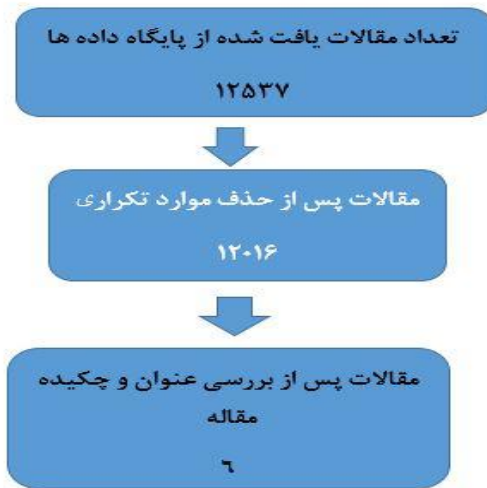 تعداد مقالات یافت شده از پایگاه داده ها
۱۲۵۳۷
مقالات پس از حذف موارد تکراری
۱۲۰۱۶
مقالات پس از بررسی عنوان و چکیده
مقاله
٦